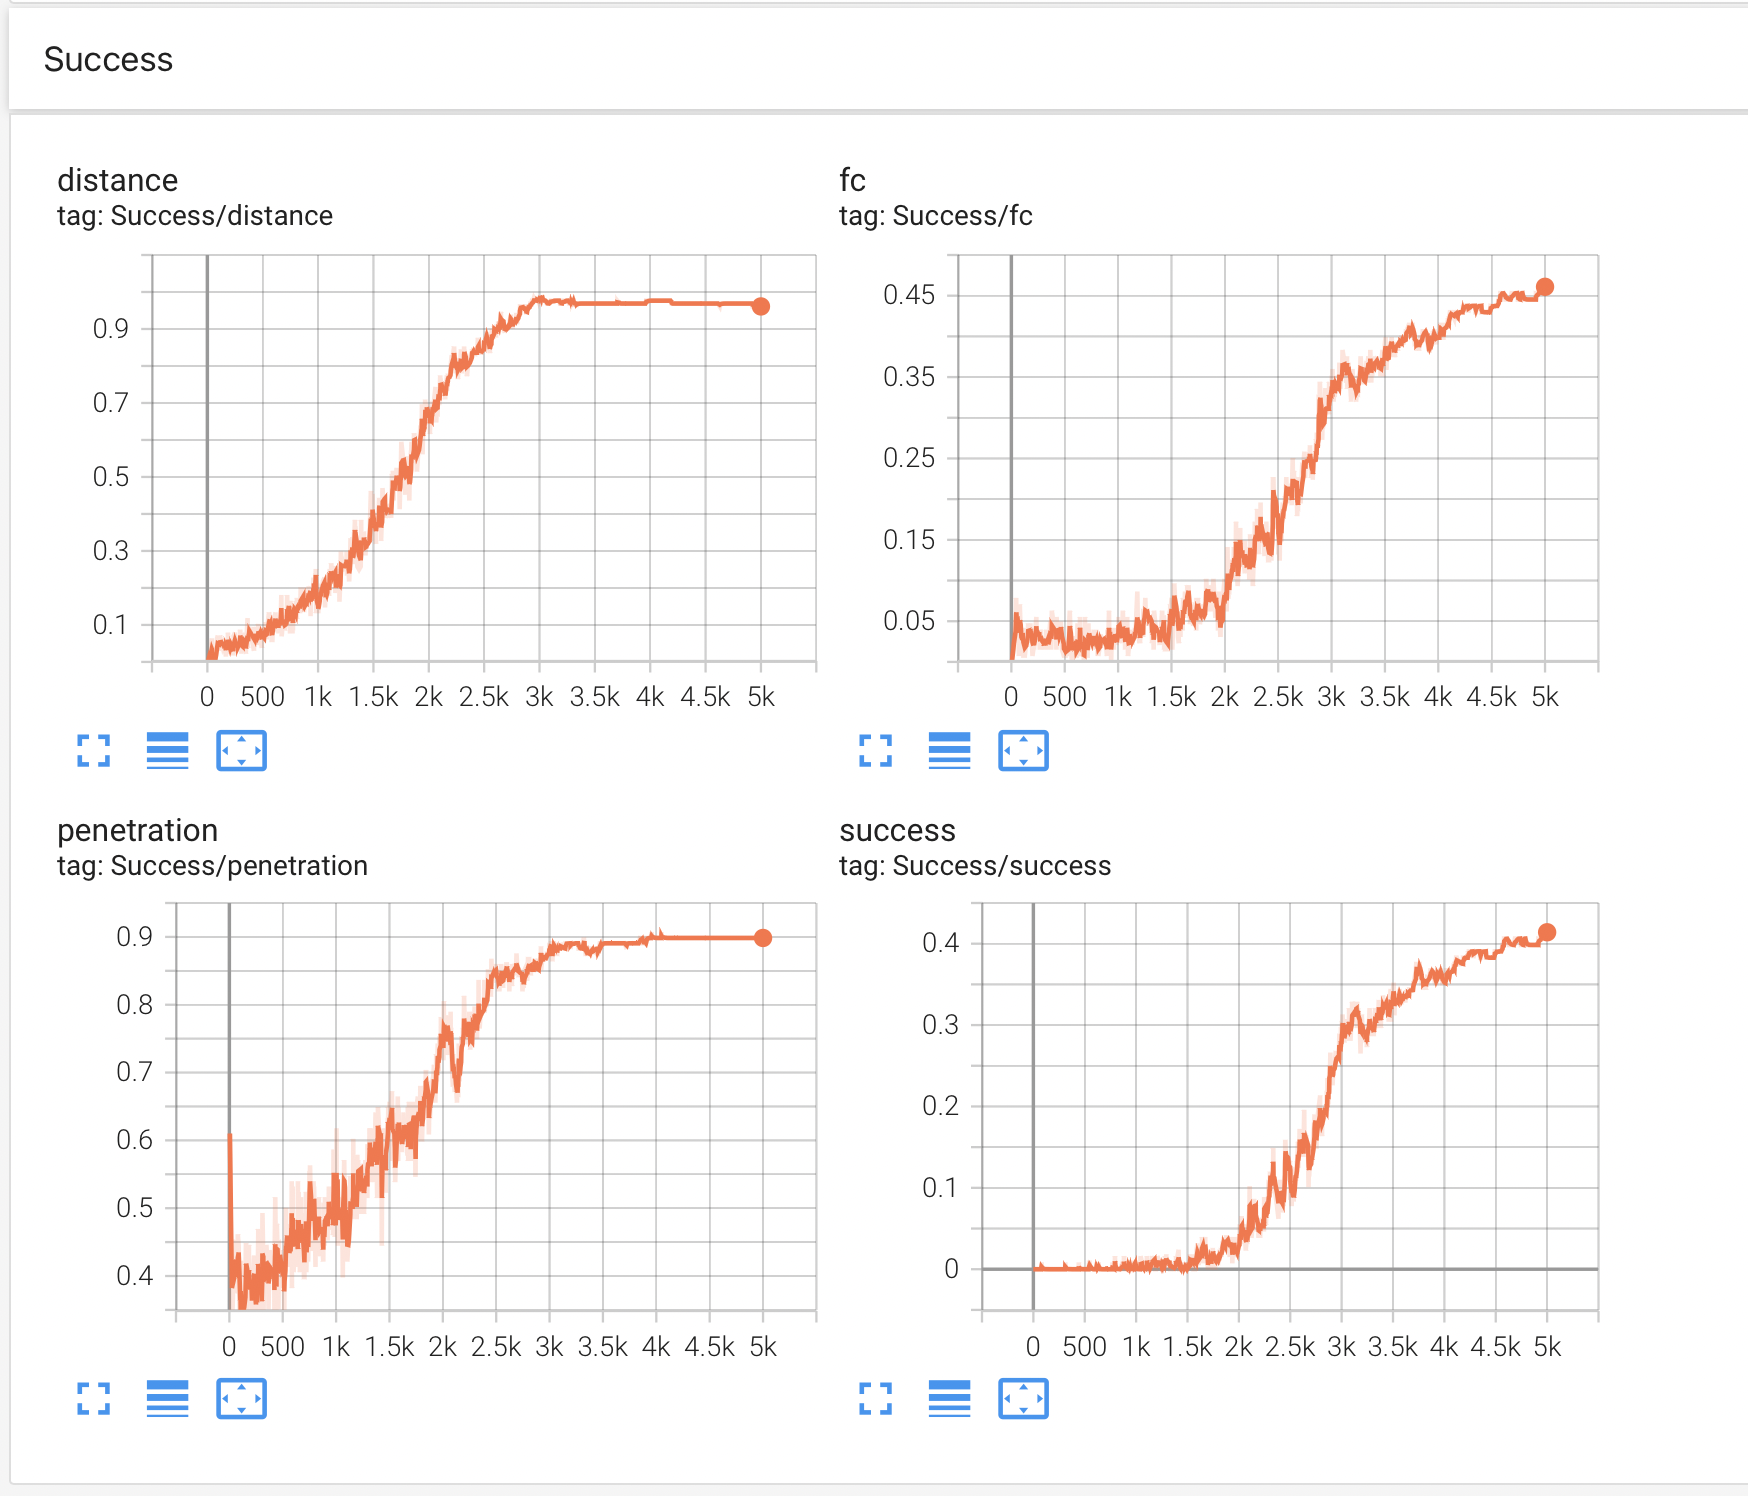 Success
distance
tag: Success/distance
0.9
0.7
0.5
0.3
0.1
0 500 1k 1.5k 2k 2.5k 3k 3.5k 4k 4.5k 5k
fc
tag: Success/fc
0.45
0.35
0.25
0.15
0.05
0 500 1k 1.5k 2k 2.5k 3k 3.5k 4k 4.5k 5k
penetration
tag: Success/penetration
0.9
0.8
0.7
0.6
0.5
0.4
0 500 1k 1.5k 2k 2.5k 3k 3.5k 4k 4.5k 5k
success
tag: Success/success
0.4
0.3
0.2
0.1
0
0 500 1k 1.5k 2k 2.5k 3k 3.5k 4k 4.5k 5k